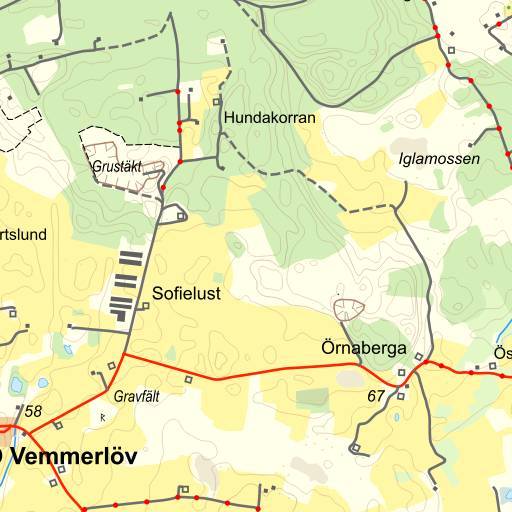 Hundakorran
Iglamossen
Grustäkt
rtslund
Sofielust
Örnaberga
Ös
Gravfält
67
58
Vemmerlöv